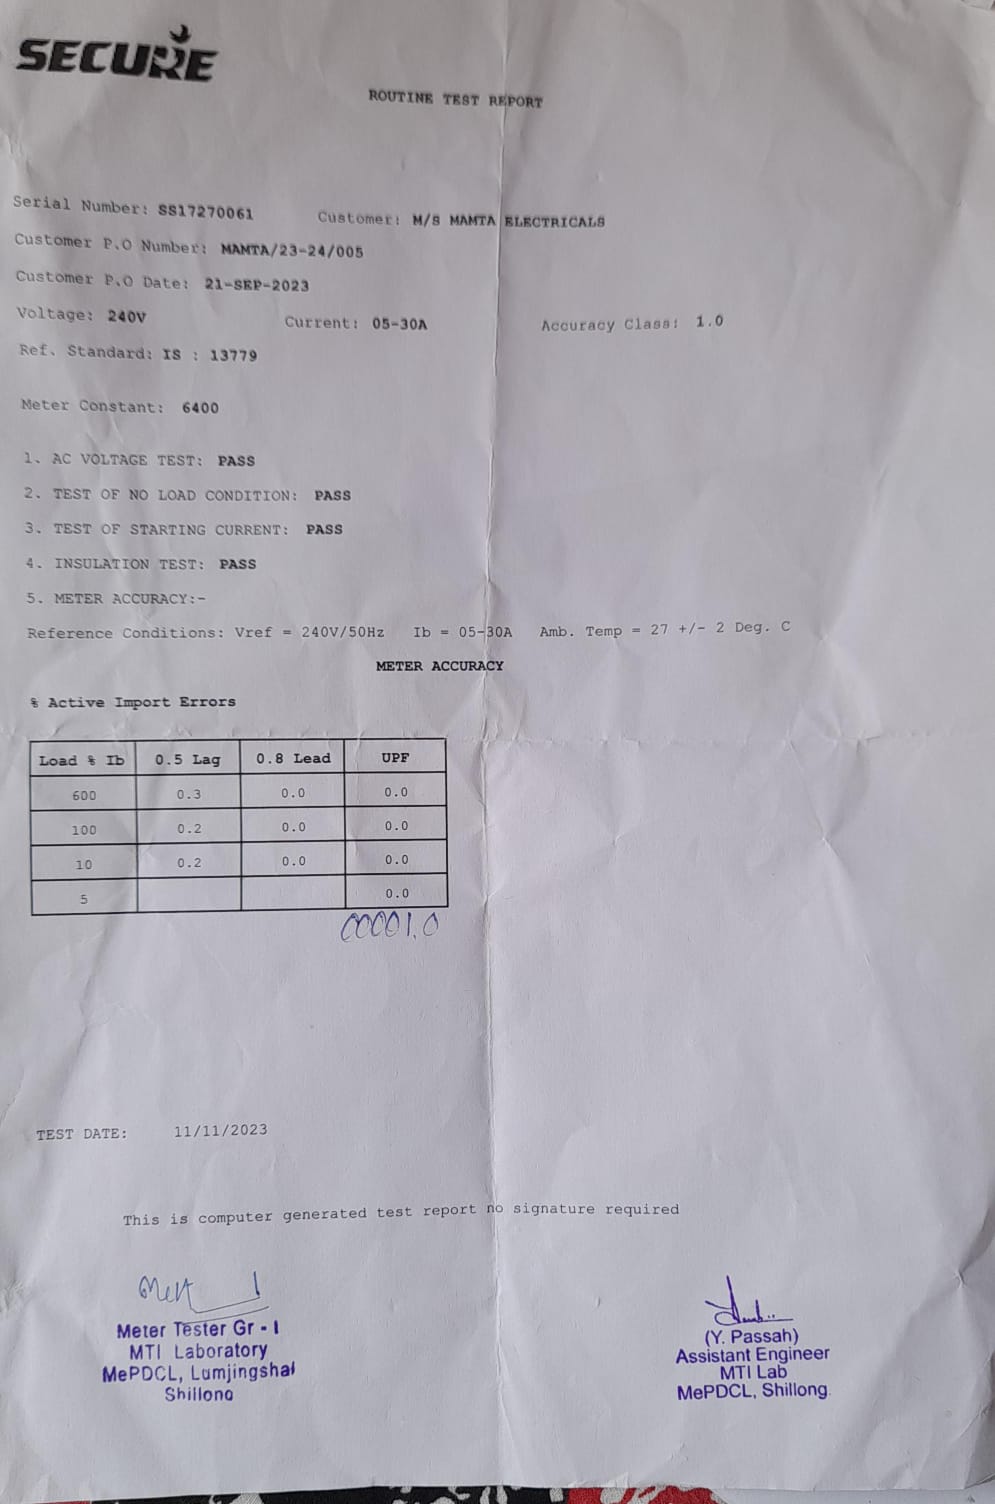 SECURE
ROUTINE TEST REPORT
Serial Number: SS17270061 Customer: M/S MAMTA ELECTRICALS
Customer P.O Number: MAMTA/23-24/005
Customer P.O Date: 21-SEP-2023
Voltage: 240V Current: 05-30A Accuracy Class: 1.0
Ref. Standard: IS : 13779
Meter Constant: 6400
1. AC VOLTAGE TEST: PASS
2. TEST OF NO LOAD CONDITION: PASS
3. TEST OF STARTING CURRENT: PASS
4. INSULATION TEST: PASS
5. METER ACCURACY:-
Reference Conditions: Vref = 240V/50Hz Ib = 05-30A Amb. Temp = 27 +/- 2 Deg. C
METER ACCURACY
% Active Import Errors
Load % Ib 0.5 Lag 0.8 Lead UPF
600 0.3 0.0 0.0
100 0.2 0.0 0.0
10 0.2 0.0 0.0
5 0.0
00001.0
TEST DATE: 11/11/2023
This is computer generated test report no signature required
Meter Tester Gr - I
MTI Laboratory
MePDCL, Lumjingshai
Shillong
(Y. Passah)
Assistant Engineer
MTI Lab
MePDCL, Shillong.